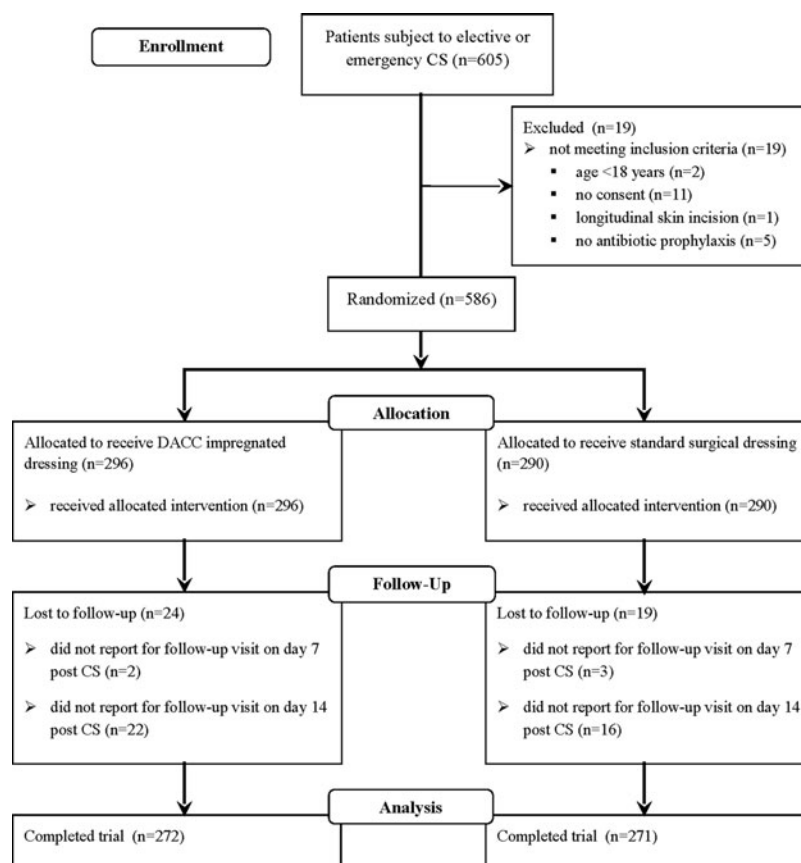 Enrollment
Patients subject to elective or
emergency CS (n=605)
Excluded (n=19)
➢ not meeting inclusion criteria (n=19)
▪ age <18 years (n=2)
▪ no consent (n=11)
▪ longitudinal skin incision (n=1)
▪ no antibiotic prophylaxis (n=5)
Randomized (n=586)
Allocation
Allocated to receive DACC impregnated
dressing (n=296)
➢ received allocated intervention (n=296)
Allocated to receive standard surgical dressing
(n=290)
➢ received allocated intervention (n=290)
Follow-Up
Lost to follow-up (n=24)
➢ did not report for follow-up visit on day 7
post CS (n=2)
➢ did not report for follow-up visit on day 14
post CS (n=22)
Lost to follow-up (n=19)
➢ did not report for follow-up visit on day 7
post CS (n=3)
➢ did not report for follow-up visit on day 14
post CS (n=16)
Analysis
Completed trial (n=272)
Completed trial (n=271)